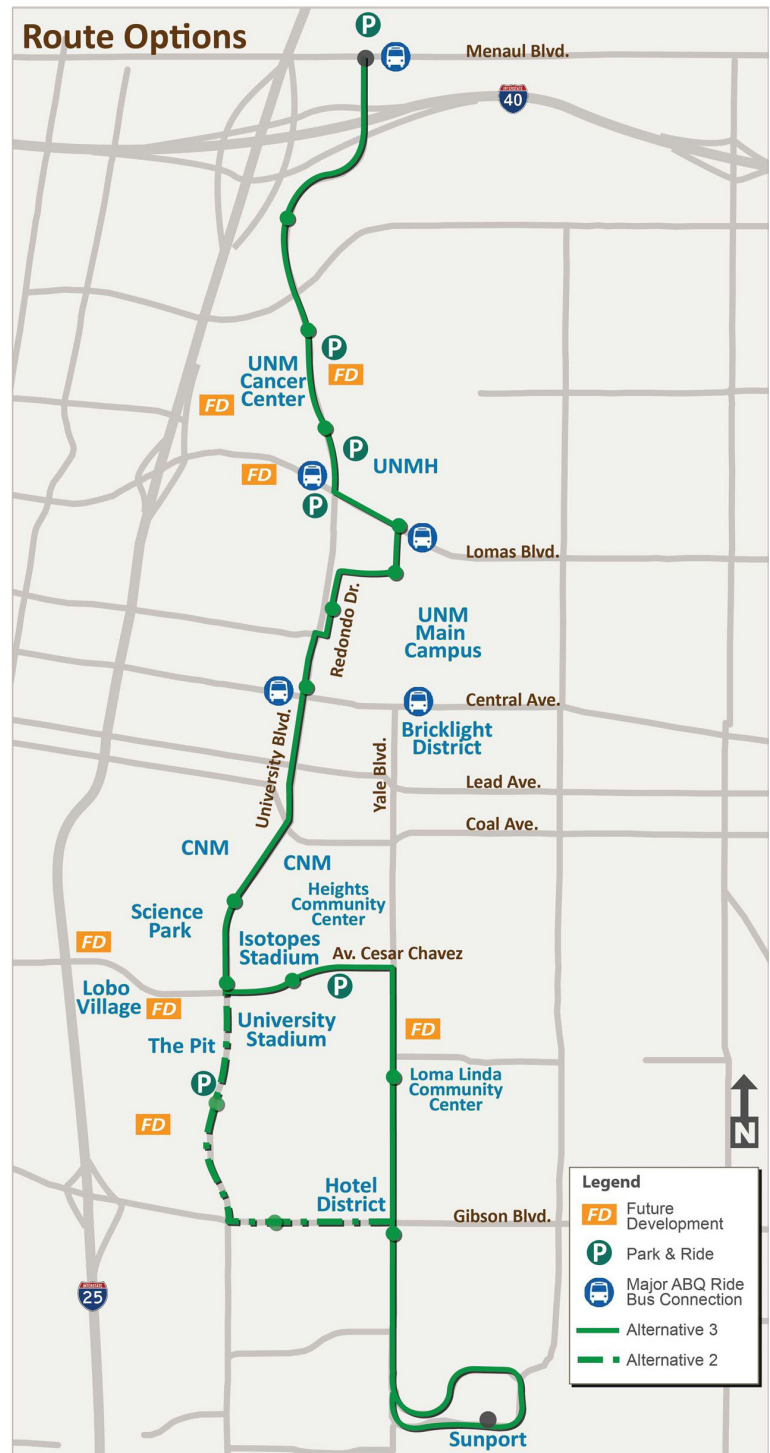 Route Options
P
Menaul Blvd.
INTERSTATE
40
P
UNM
Cancer
Center
FD
FD
P
UNMH
FD
P
Lomas Blvd.
Redondo Dr.
UNM
Main
Campus
Central Ave.
Bricklight
District
University Blvd.
Yale Blvd.
Lead Ave.
Coal Ave.
CNM
CNM
Heights
Community
Center
Science
Park
Isotopes
Stadium
Av. Cesar Chavez
FD
Lobo
Village
FD
P
University
Stadium
The Pit
FD
Loma Linda
Community
Center
P
FD
N
Hotel
District
Gibson Blvd.
INTERSTATE
25
Sunport
Legend
FD Future
Development
P Park & Ride
Major ABQ Ride
Bus Connection
Alternative 3
Alternative 2